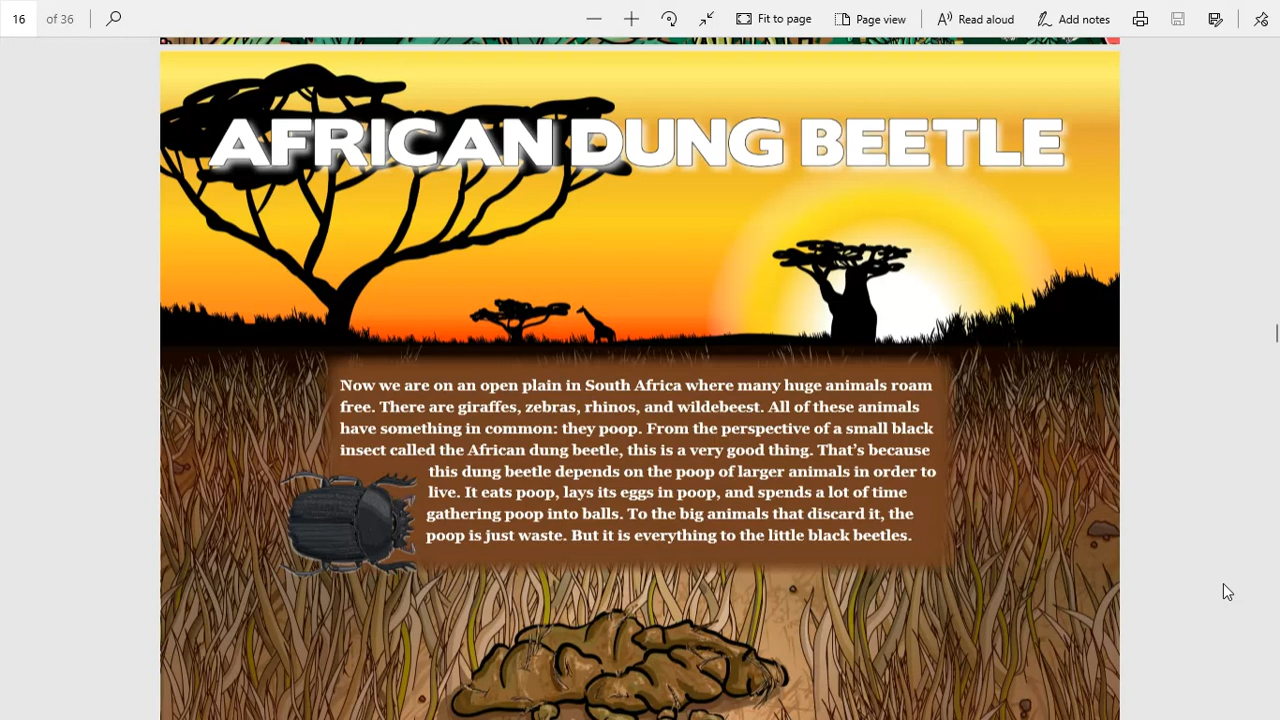 16 of 36 Fit to page Page view Read aloud Add notes
AFRICAN DUNG BEETLE
Now we are on an open plain in South Africa where many huge animals roam
free. There are giraffes, zebras, rhinos, and wildebeest. All of these animals
have something in common: they poop. From the perspective of a small black
insect called the African dung beetle, this is a very good thing. That’s because
this dung beetle depends on the poop of larger animals in order to
live. It eats poop, lays its eggs in poop, and spends a lot of time
gathering poop into balls. To the big animals that discard it, the
poop is just waste. But it is everything to the little black beetles.